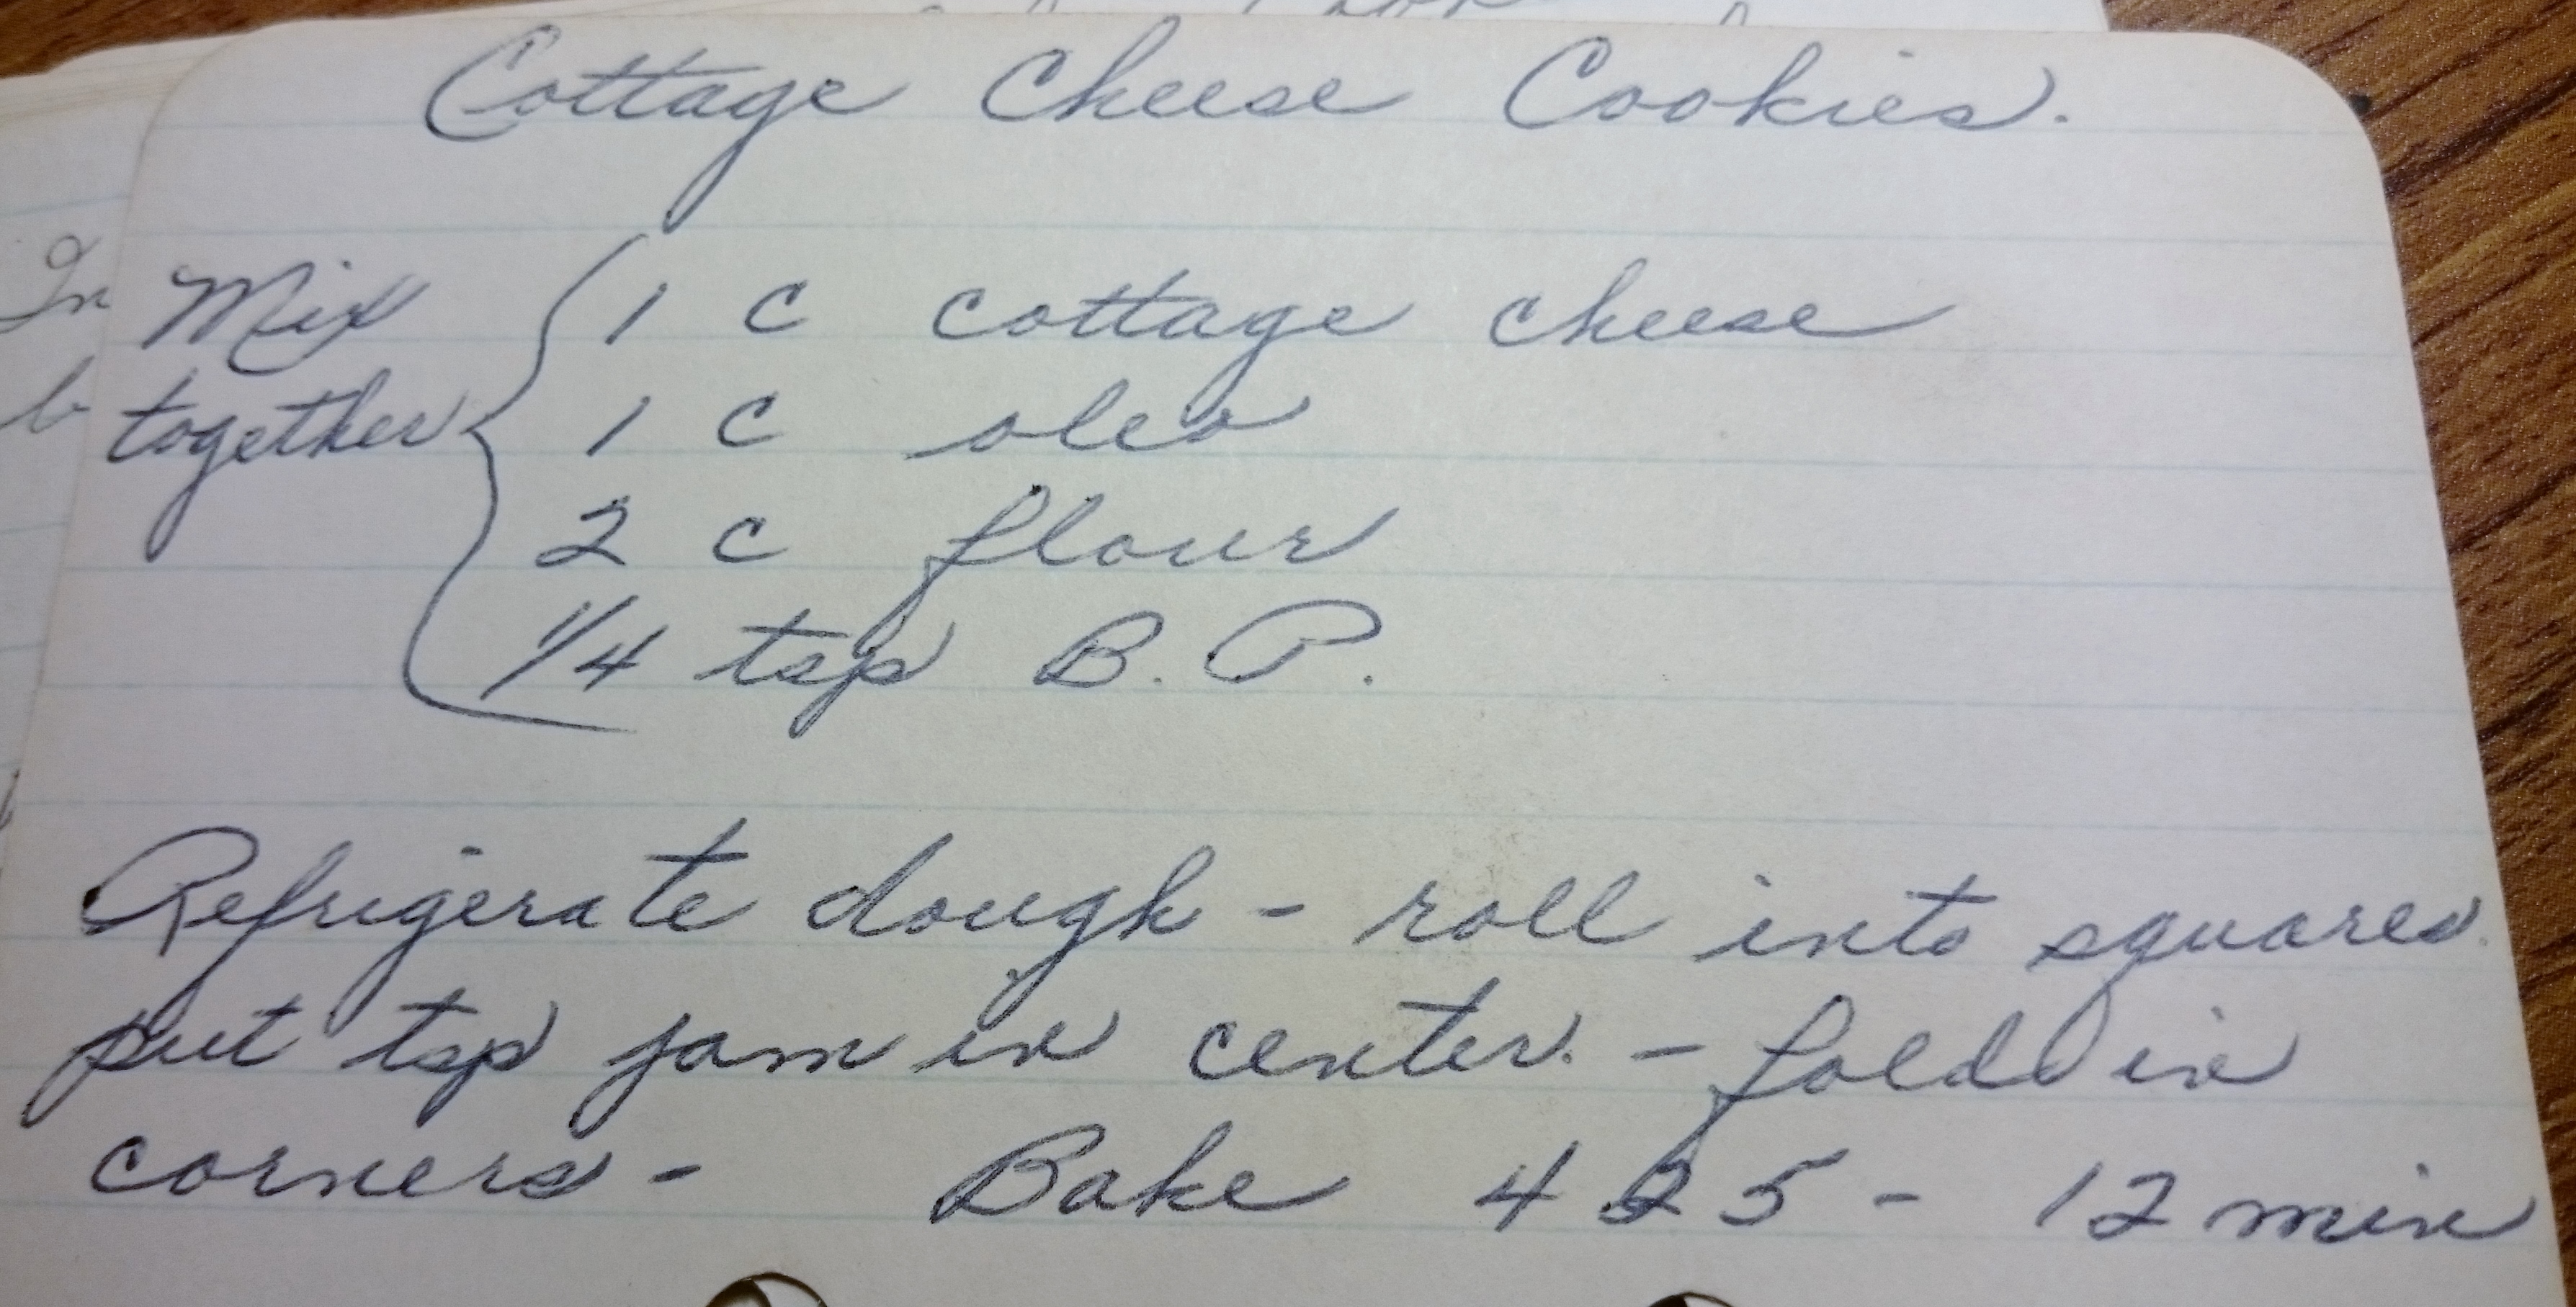 Cottage Cheese Cookies.
Mix together { 1 c cottage cheese
1 c oleo
2 c flour
1/4 tsp B. P.
Refrigerate dough - roll into squares.
put tsp jam in center. - fold in
corners - Bake 425 - 12 min
In
b